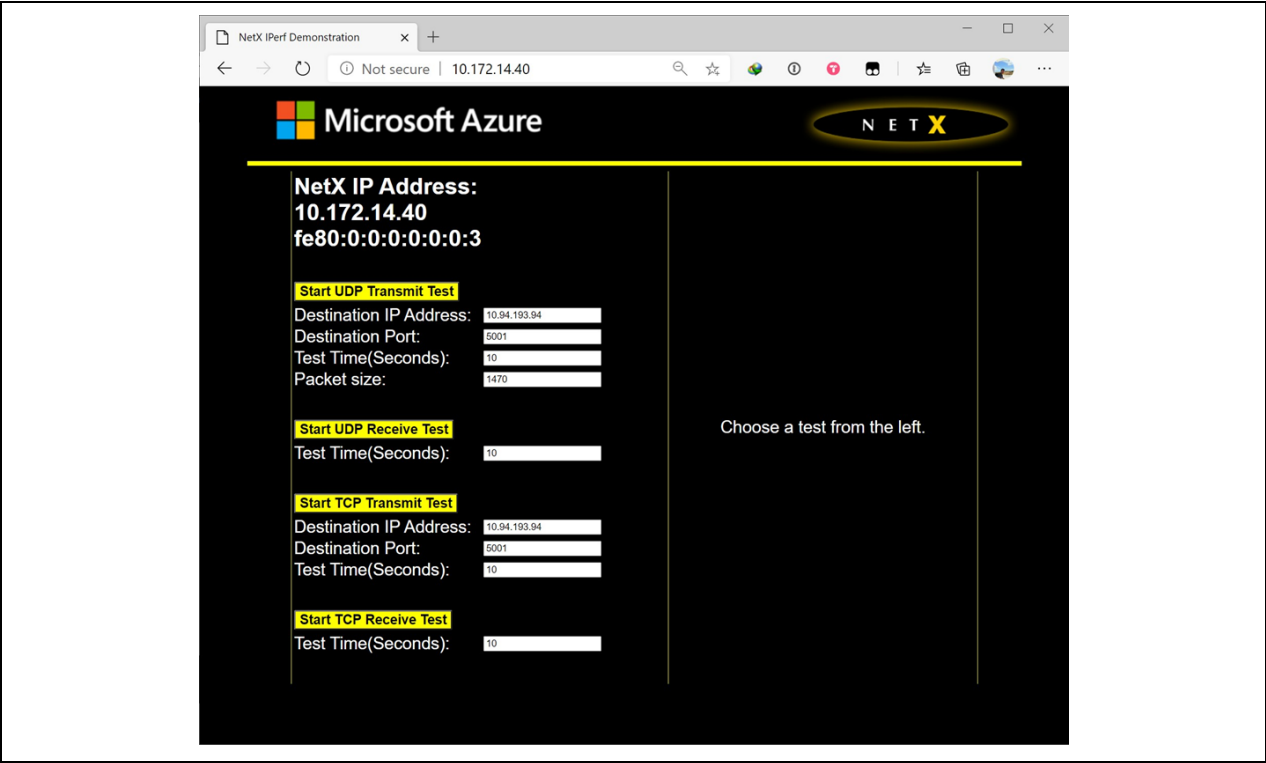 NetX IPerf Demonstration
Not secure | 10.172.14.40
Microsoft Azure
NETX
NetX IP Address:
10.172.14.40
fe80:0:0:0:0:0:0:3
Start UDP Transmit Test
Destination IP Address: 10.94.193.94
Destination Port: 5001
Test Time(Seconds): 10
Packet size: 1470
Start UDP Receive Test
Test Time(Seconds): 10
Start TCP Transmit Test
Destination IP Address: 10.94.193.94
Destination Port: 5001
Test Time(Seconds): 10
Start TCP Receive Test
Test Time(Seconds): 10
Choose a test from the left.